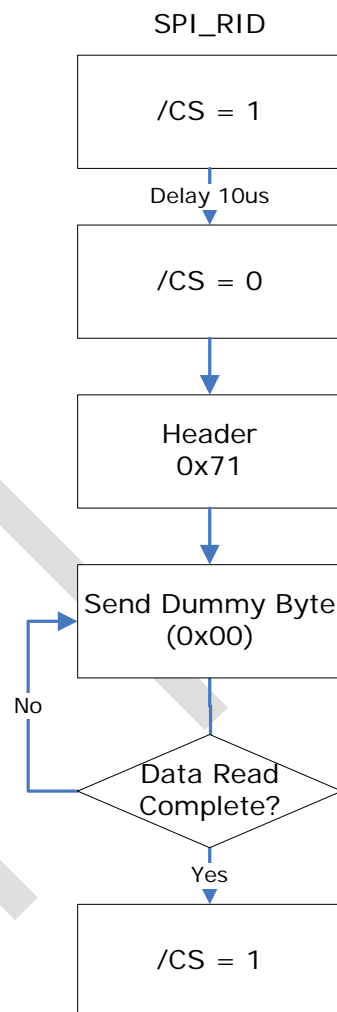 SPI_RID
/CS = 1
Delay 10us
/CS = 0
Header
0x71
Send Dummy Byte
(0x00)
No
Data Read
Complete?
Yes
/CS = 1